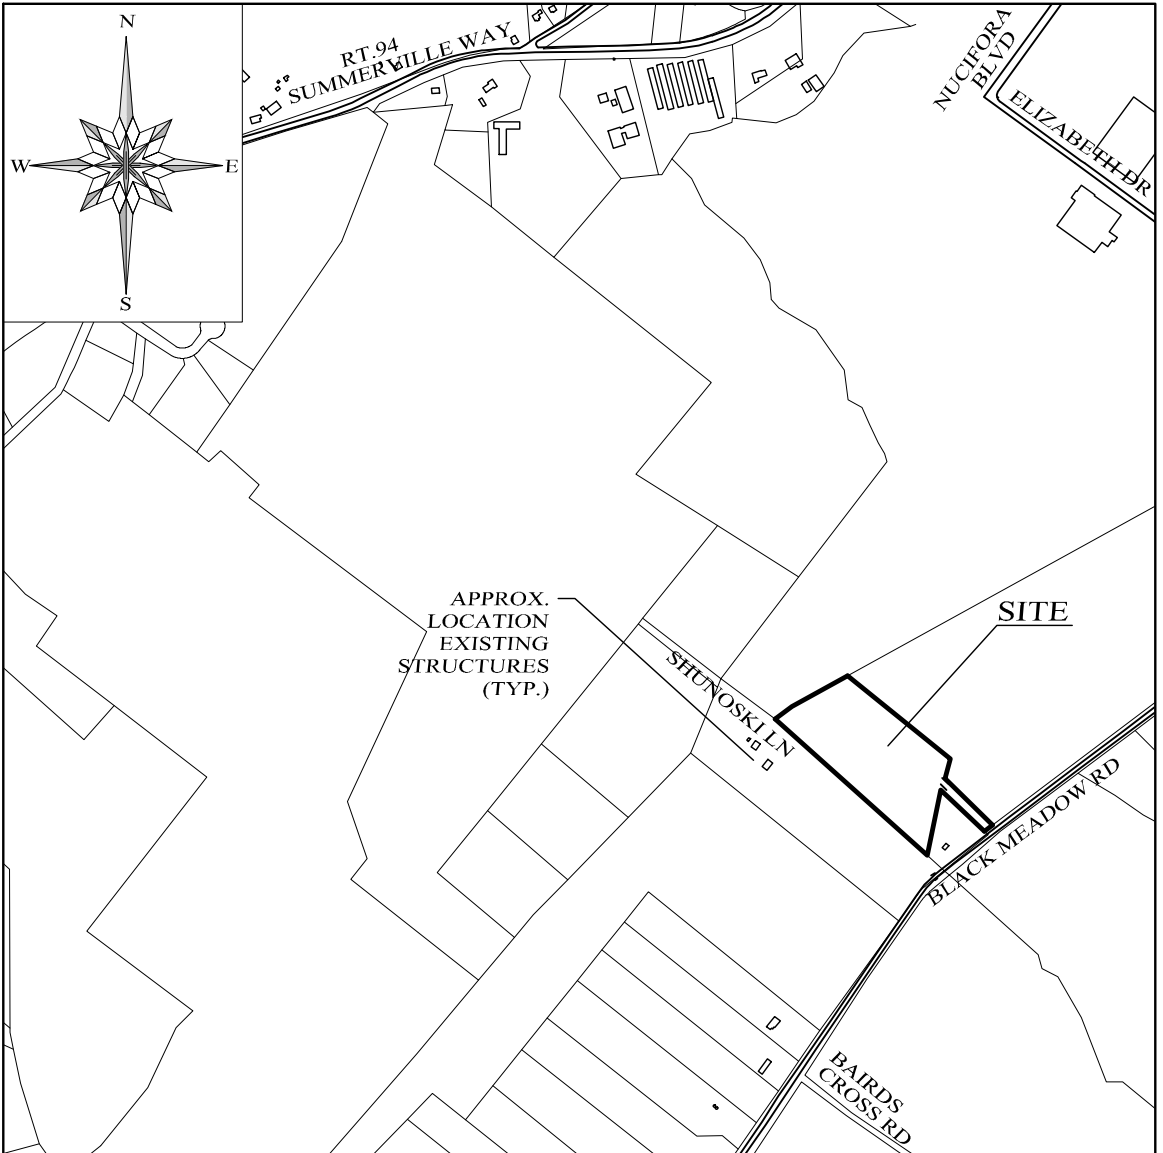 N
W
E
S
RT.94
SUMMERVILLE WAY
NUCIFORA
BLVD
ELIZABETH DR
APPROX.
LOCATION
EXISTING
STRUCTURES
(TYP.)
SITE
SHUNOSKI LN
BLACK MEADOW RD
BAIRDS
CROSS RD